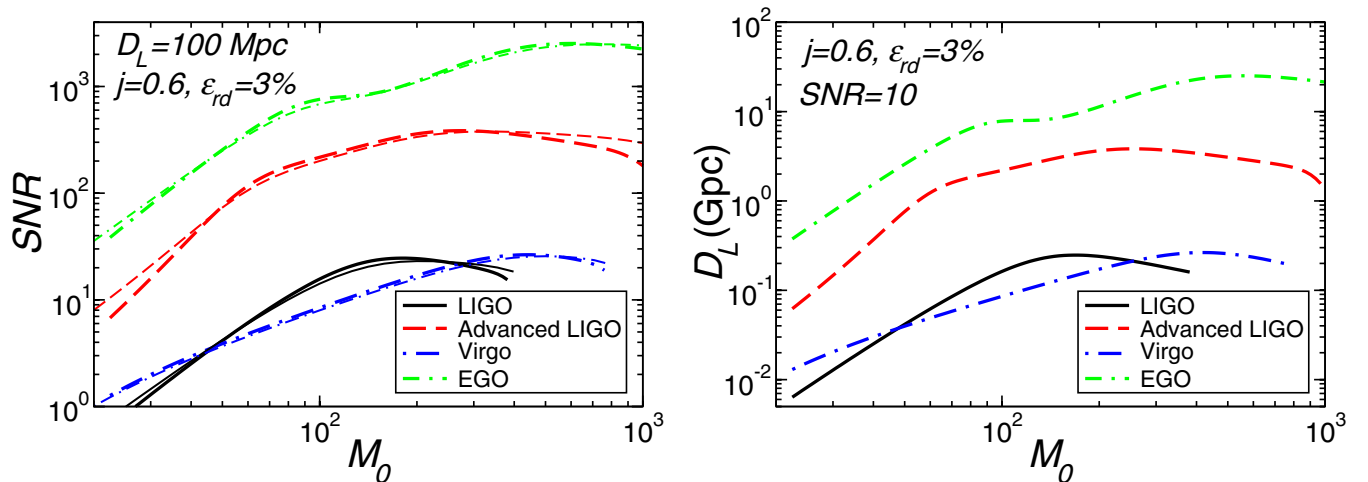 D_L=100 Mpc
j=0.6, ε_rd=3%
SNR
10^3
10^2
10^1
10^0
10^2
10^3
M_0
LIGO
Advanced LIGO
Virgo
EGO
j=0.6, ε_rd=3%
SNR=10
D_L (Gpc)
10^2
10^1
10^0
10^-1
10^-2
10^2
10^3
M_0
LIGO
Advanced LIGO
Virgo
EGO